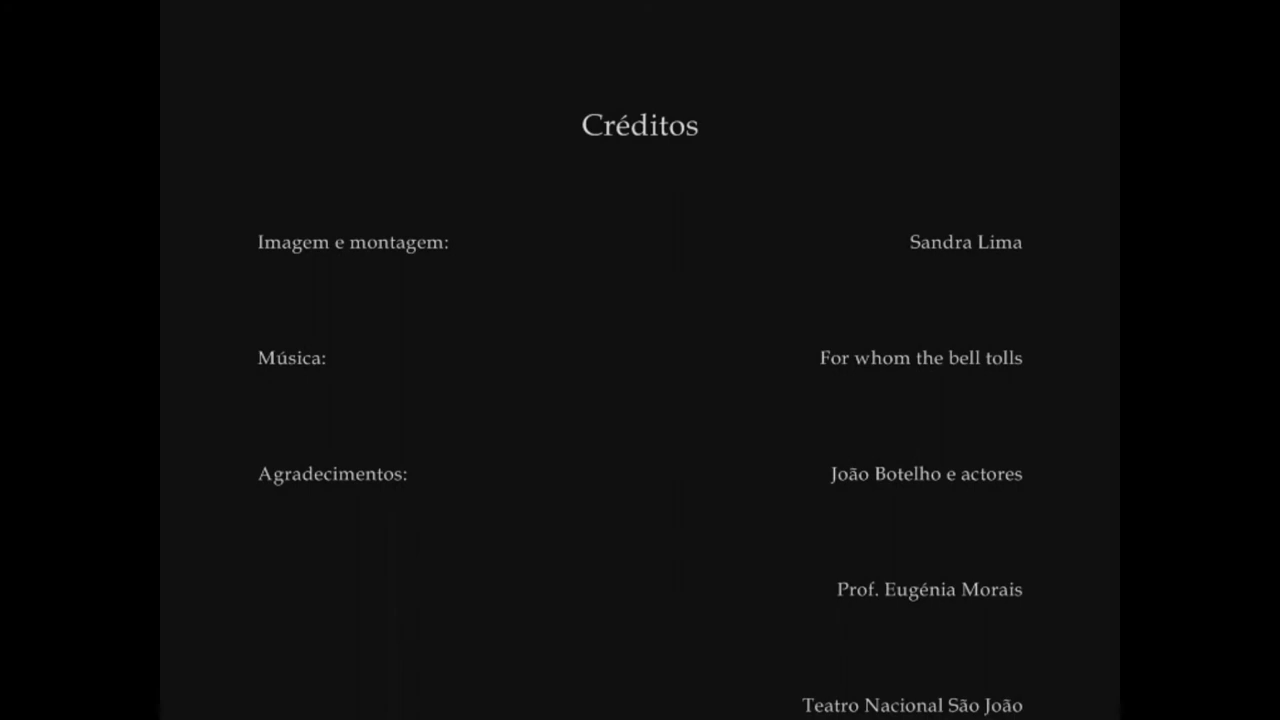 Créditos
Imagem e montagem: Sandra Lima
Música: For whom the bell tolls
Agradecimentos: João Botelho e actores
Prof. Eugénia Morais
Teatro Nacional São João